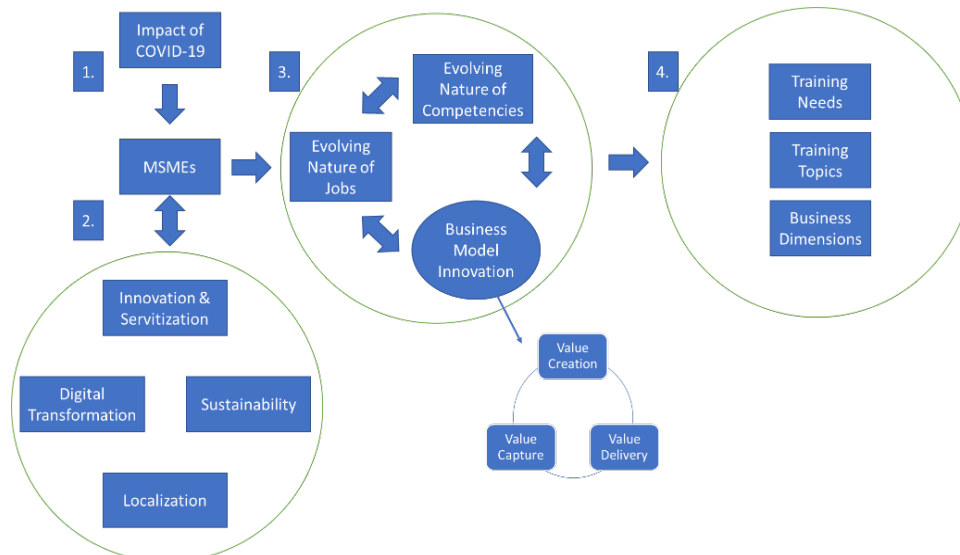 1.
Impact of
COVID-19
MSMEs
2.
Innovation &
Servitization
Digital
Transformation
Sustainability
Localization
3.
Evolving
Nature of
Competencies
Evolving
Nature of
Jobs
Business
Model
Innovation
Value
Creation
Value
Capture
Value
Delivery
4.
Training
Needs
Training
Topics
Business
Dimensions